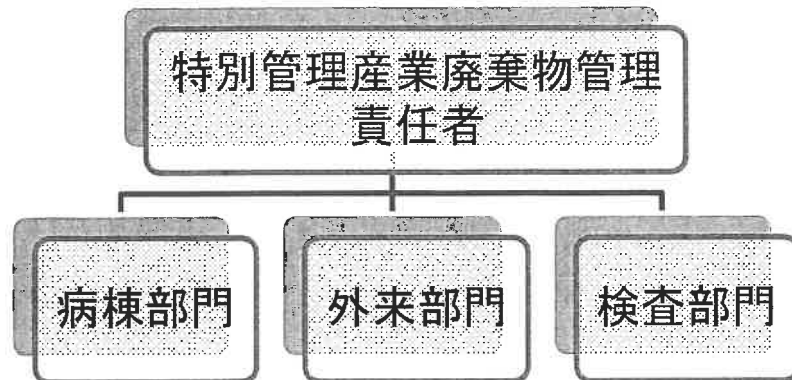 特別管理産業廃棄物管理
責任者
病棟部門
外来部門
検査部門